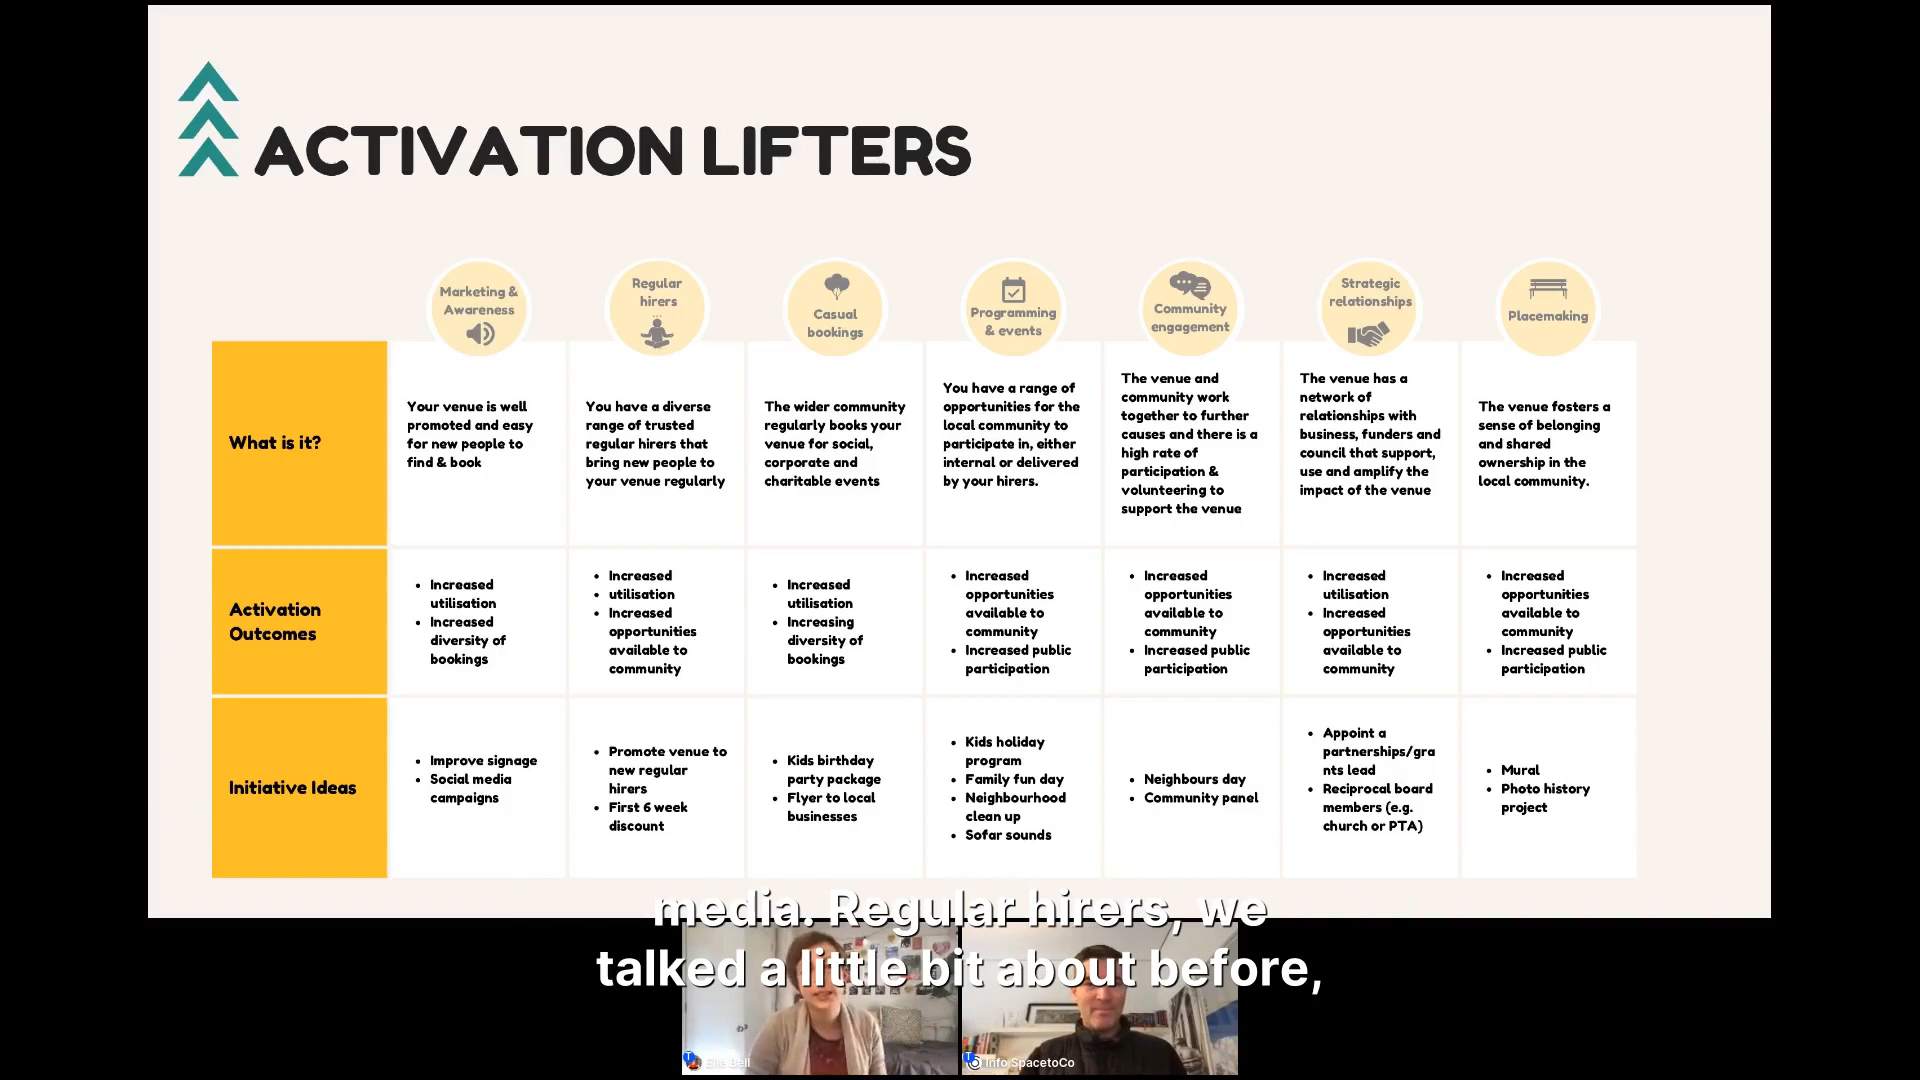 ACTIVATION LIFTERS
Marketing &
Awareness
Regular
hirers
Casual
bookings
Programming
& events
Community
engagement
Strategic
relationships
Placemaking
What is it?
Your venue is well
promoted and easy
for new people to
find & book
You have a diverse
range of trusted
regular hirers that
bring new people to
your venue regularly
The wider community
regularly books your
venue for social,
corporate and
charitable events
You have a range of
opportunities for the
local community to
participate in, either
internal or delivered
by your hirers.
The venue and
community work
together to further
causes and there is a
high rate of
participation &
volunteering to
support the venue
The venue has a
network of
relationships with
business, funders and
council that support,
use and amplify the
impact of the venue
The venue fosters a
sense of belonging
and shared
ownership in the
local community.
Activation
Outcomes
• Increased
utilisation
• Increased
diversity of
bookings
• Increased
• utilisation
• Increased
opportunities
available to
community
• Increased
utilisation
• Increasing
diversity of
bookings
• Increased
opportunities
available to
community
• Increased public
participation
• Increased
opportunities
available to
community
• Increased public
participation
• Increased
utilisation
• Increased
opportunities
available to
community
• Increased
opportunities
available to
community
• Increased public
participation
Initiative Ideas
• Improve signage
• Social media
campaigns
• Promote venue to
new regular
hirers
• First 6 week
discount
• Kids birthday
party package
• Flyer to local
businesses
• Kids holiday
program
• Family fun day
• Neighbourhood
clean up
• Sofar sounds
• Neighbours day
• Community panel
• Appoint a
partnerships/gra
nts lead
• Reciprocal board
members (e.g.
church or PTA)
• Mural
• Photo history
project
media. Regular hirers, we
talked a little bit about before,
Elle Bell
Info SpacetoCo